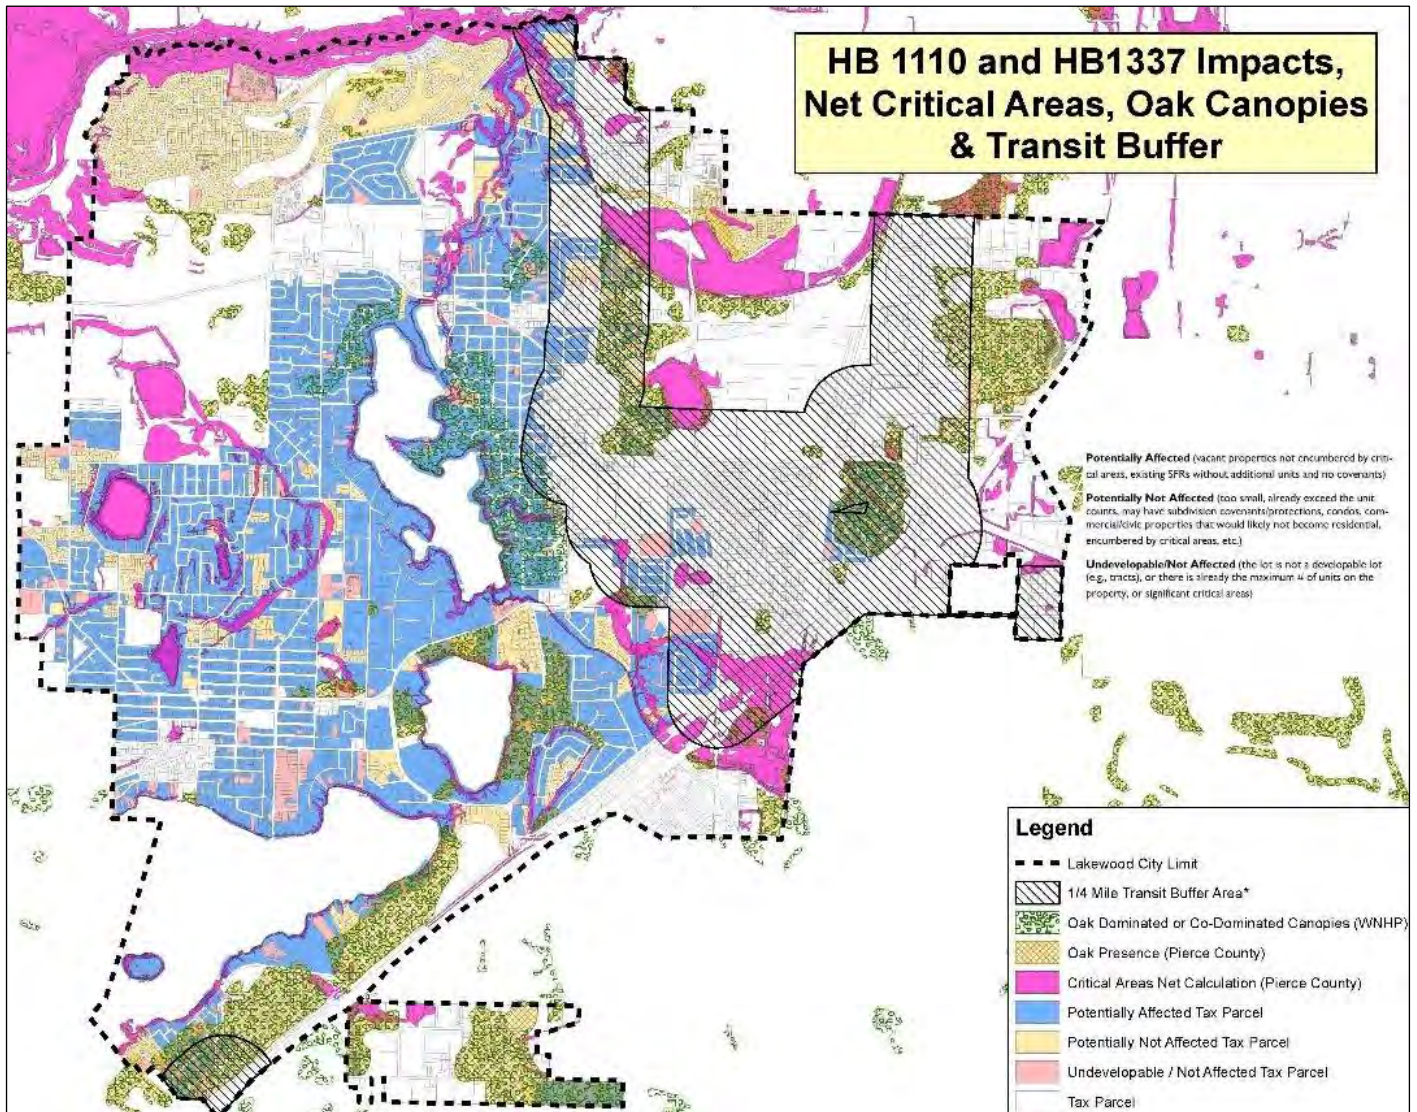 HB 1110 and HB1337 Impacts,
Net Critical Areas, Oak Canopies
& Transit Buffer
Potentially Affected (vacant properties not encumbered by criti-
cal areas, existing SFRs without additional units and no covenants)
Potentially Not Affected (too small, already exceed the unit
counts, may have subdivision covenants/protections, condos, com-
mercial/civic properties that would likely not become residential,
encumbered by critical areas, etc.)
Undevelopable/Not Affected (the lot is not a developable lot
(e.g., tracts), or there is already the maximum # of units on the
property, or significant critical areas)
Legend
Lakewood City Limit
1/4 Mile Transit Buffer Area*
Oak Dominated or Co-Dominated Canopies (WNHP)
Oak Presence (Pierce County)
Critical Areas Net Calculation (Pierce County)
Potentially Affected Tax Parcel
Potentially Not Affected Tax Parcel
Undevelopable / Not Affected Tax Parcel
Tax Parcel